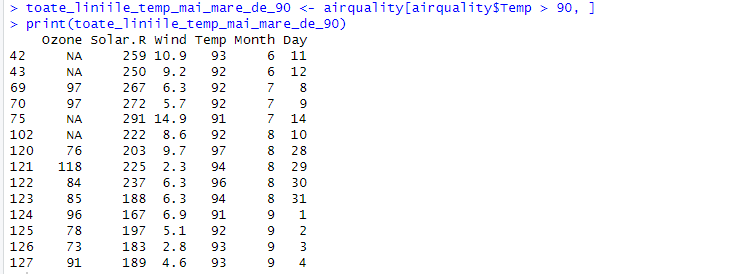 > toate_liniile_temp_mai_mare_de_90 <- airquality[airquality$Temp > 90, ]
> print(toate_liniile_temp_mai_mare_de_90)
    Ozone Solar.R Wind Temp Month Day
42     NA     259 10.9   93     6  11
43     NA     250  9.2   92     6  12
69     97     267  6.3   92     7   8
70     97     272  5.7   92     7   9
75     NA     291 14.9   91     7  14
102    NA     222  8.6   92     8  10
120    76     203  9.7   97     8  28
121   118     225  2.3   94     8  29
122    84     237  6.3   96     8  30
123    85     188  6.3   94     8  31
124    96     167  6.9   91     9   1
125    78     197  5.1   92     9   2
126    73     183  2.8   93     9   3
127    91     189  4.6   93     9   4